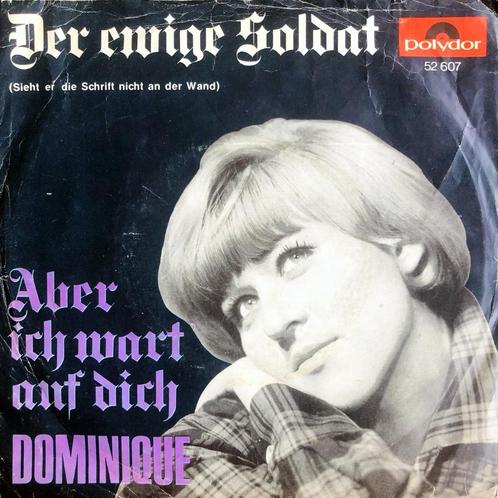 Der ewige Soldat
(Sieht er die Schrift nicht an der Wand)
polydor
52 607
Aber
ich wart
auf dich
DOMINIQUE